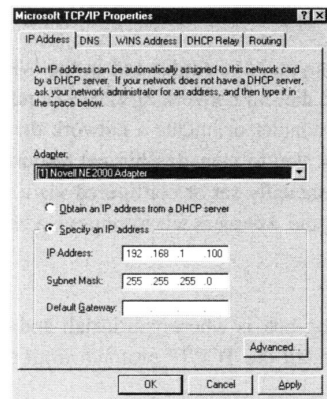 Microsoft TCP/IP Properties
IP Address DNS WINS Address DHCP Relay Routing
An IP address can be automatically assigned to this network card
by a DHCP server. If your network does not have a DHCP server,
ask your network administrator for an address, and then type it in
the space below.
Adapter:
[1] Novell NE2000 Adapter
Obtain an IP address from a DHCP server
Specify an IP address
IP Address: 192 .168 .1 .100
Subnet Mask: 255 .255 .255 .0
Default Gateway: . . .
Advanced...
OK Cancel Apply